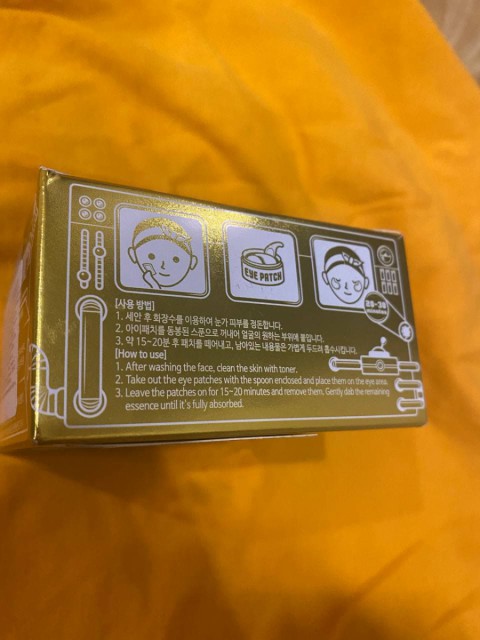 EYE PATCH
[사용 방법]
1. 세안 후 화장수를 이용하여 눈가 피부를 정돈합니다.
2. 아이패치를 동봉된 스푼으로 꺼내어 얼굴의 원하는 부위에 붙입니다.
3. 약 15~20분 후 패치를 떼어내고, 남아있는 내용물은 가볍게 두드려 흡수시킵니다.
[How to use]
1. After washing the face, clean the skin with toner.
2. Take out the eye patches with the spoon enclosed and place them on the eye area.
3. Leave the patches on for 15~20 minutes and remove them. Gently dab the remaining
essence until it's fully absorbed.